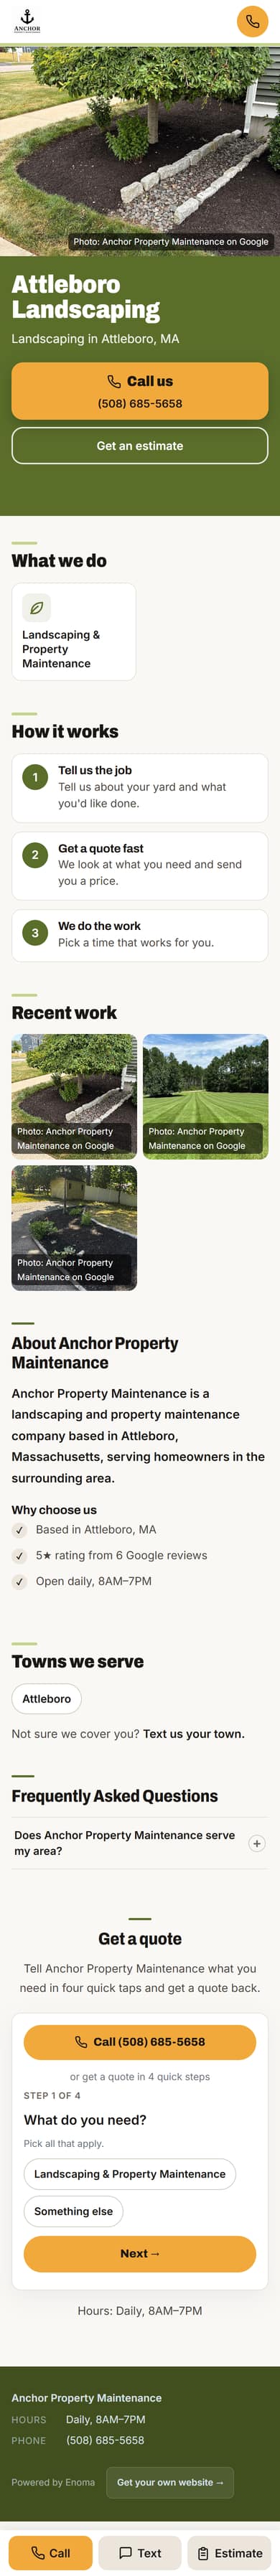 ANCHOR
Photo: Anchor Property Maintenance on Google
Attleboro
Landscaping
Landscaping in Attleboro, MA
Call us
(508) 685-5658
Get an estimate
What we do
Landscaping &
Property
Maintenance
How it works
1
Tell us the job
Tell us about your yard and what
you'd like done.
2
Get a quote fast
We look at what you need and send
you a price.
3
We do the work
Pick a time that works for you.
Recent work
Photo: Anchor Property
Maintenance on Google
Photo: Anchor Property
Maintenance on Google
Photo: Anchor Property
Maintenance on Google
About Anchor Property
Maintenance
Anchor Property Maintenance is a
landscaping and property maintenance
company based in Attleboro,
Massachusetts, serving homeowners in the
surrounding area.
Why choose us
✓ Based in Attleboro, MA
✓ 5★ rating from 6 Google reviews
✓ Open daily, 8AM–7PM
Towns we serve
Attleboro
Not sure we cover you? Text us your town.
Frequently Asked Questions
Does Anchor Property Maintenance serve
my area?
+
Get a quote
Tell Anchor Property Maintenance what you
need in four quick taps and get a quote back.
Call (508) 685-5658
or get a quote in 4 quick steps
STEP 1 OF 4
What do you need?
Pick all that apply.
Landscaping & Property Maintenance
Something else
Next →
Hours: Daily, 8AM–7PM
Anchor Property Maintenance
HOURS Daily, 8AM–7PM
PHONE (508) 685-5658
Powered by Enoma
Get your own website →
Call
Text
Estimate